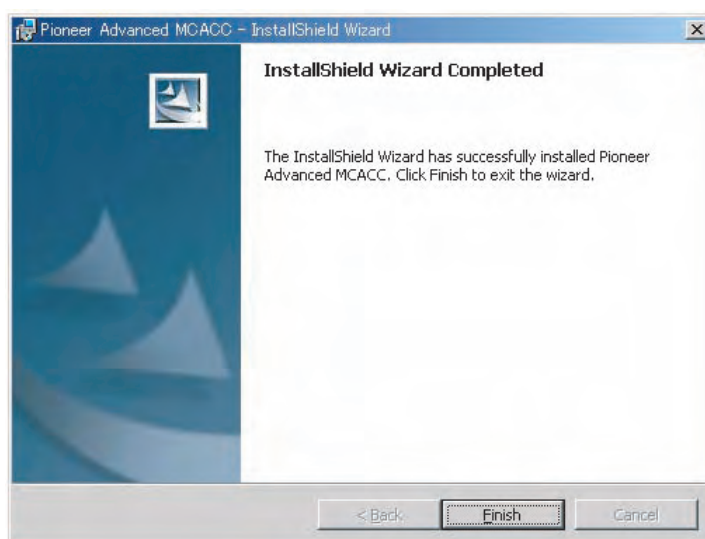 Pioneer Advanced MCACC - InstallShield Wizard
InstallShield Wizard Completed
The InstallShield Wizard has successfully installed Pioneer
Advanced MCACC. Click Finish to exit the wizard.
< Back
Finish
Cancel